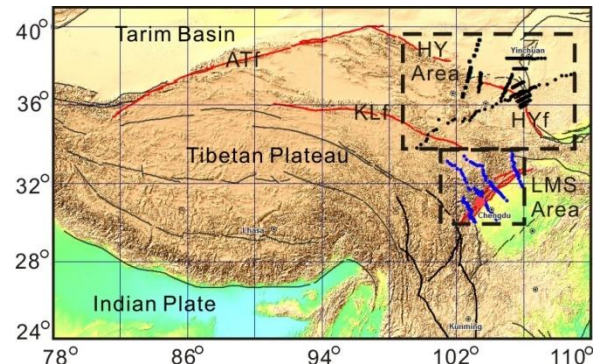 40°
Tarim Basin
ATf
HY
Area
Yinchuan
36°
KLf
HYf
Tibetan Plateau
32°
LMS
Area
Chengdu
Lhasa
28°
Indian Plate
24°
Kunming
78° 86° 94° 102° 110°